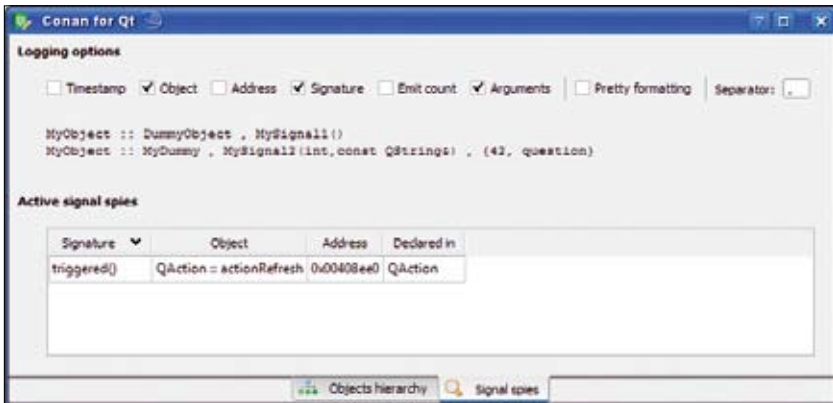 Conan for Qt
Logging options
Timestamp Object Address Signature Emit count Arguments Pretty formatting Separator: ,
MyObject :: DummyObject , MySignal1()
MyObject :: MyDummy , MySignal2(int,const QString&) , {42, question}
Active signal spies
Signature Object Address Declared in
triggered() QAction :: actionRefresh 0x00408ee0 QAction
Objects hierarchy Signal spies